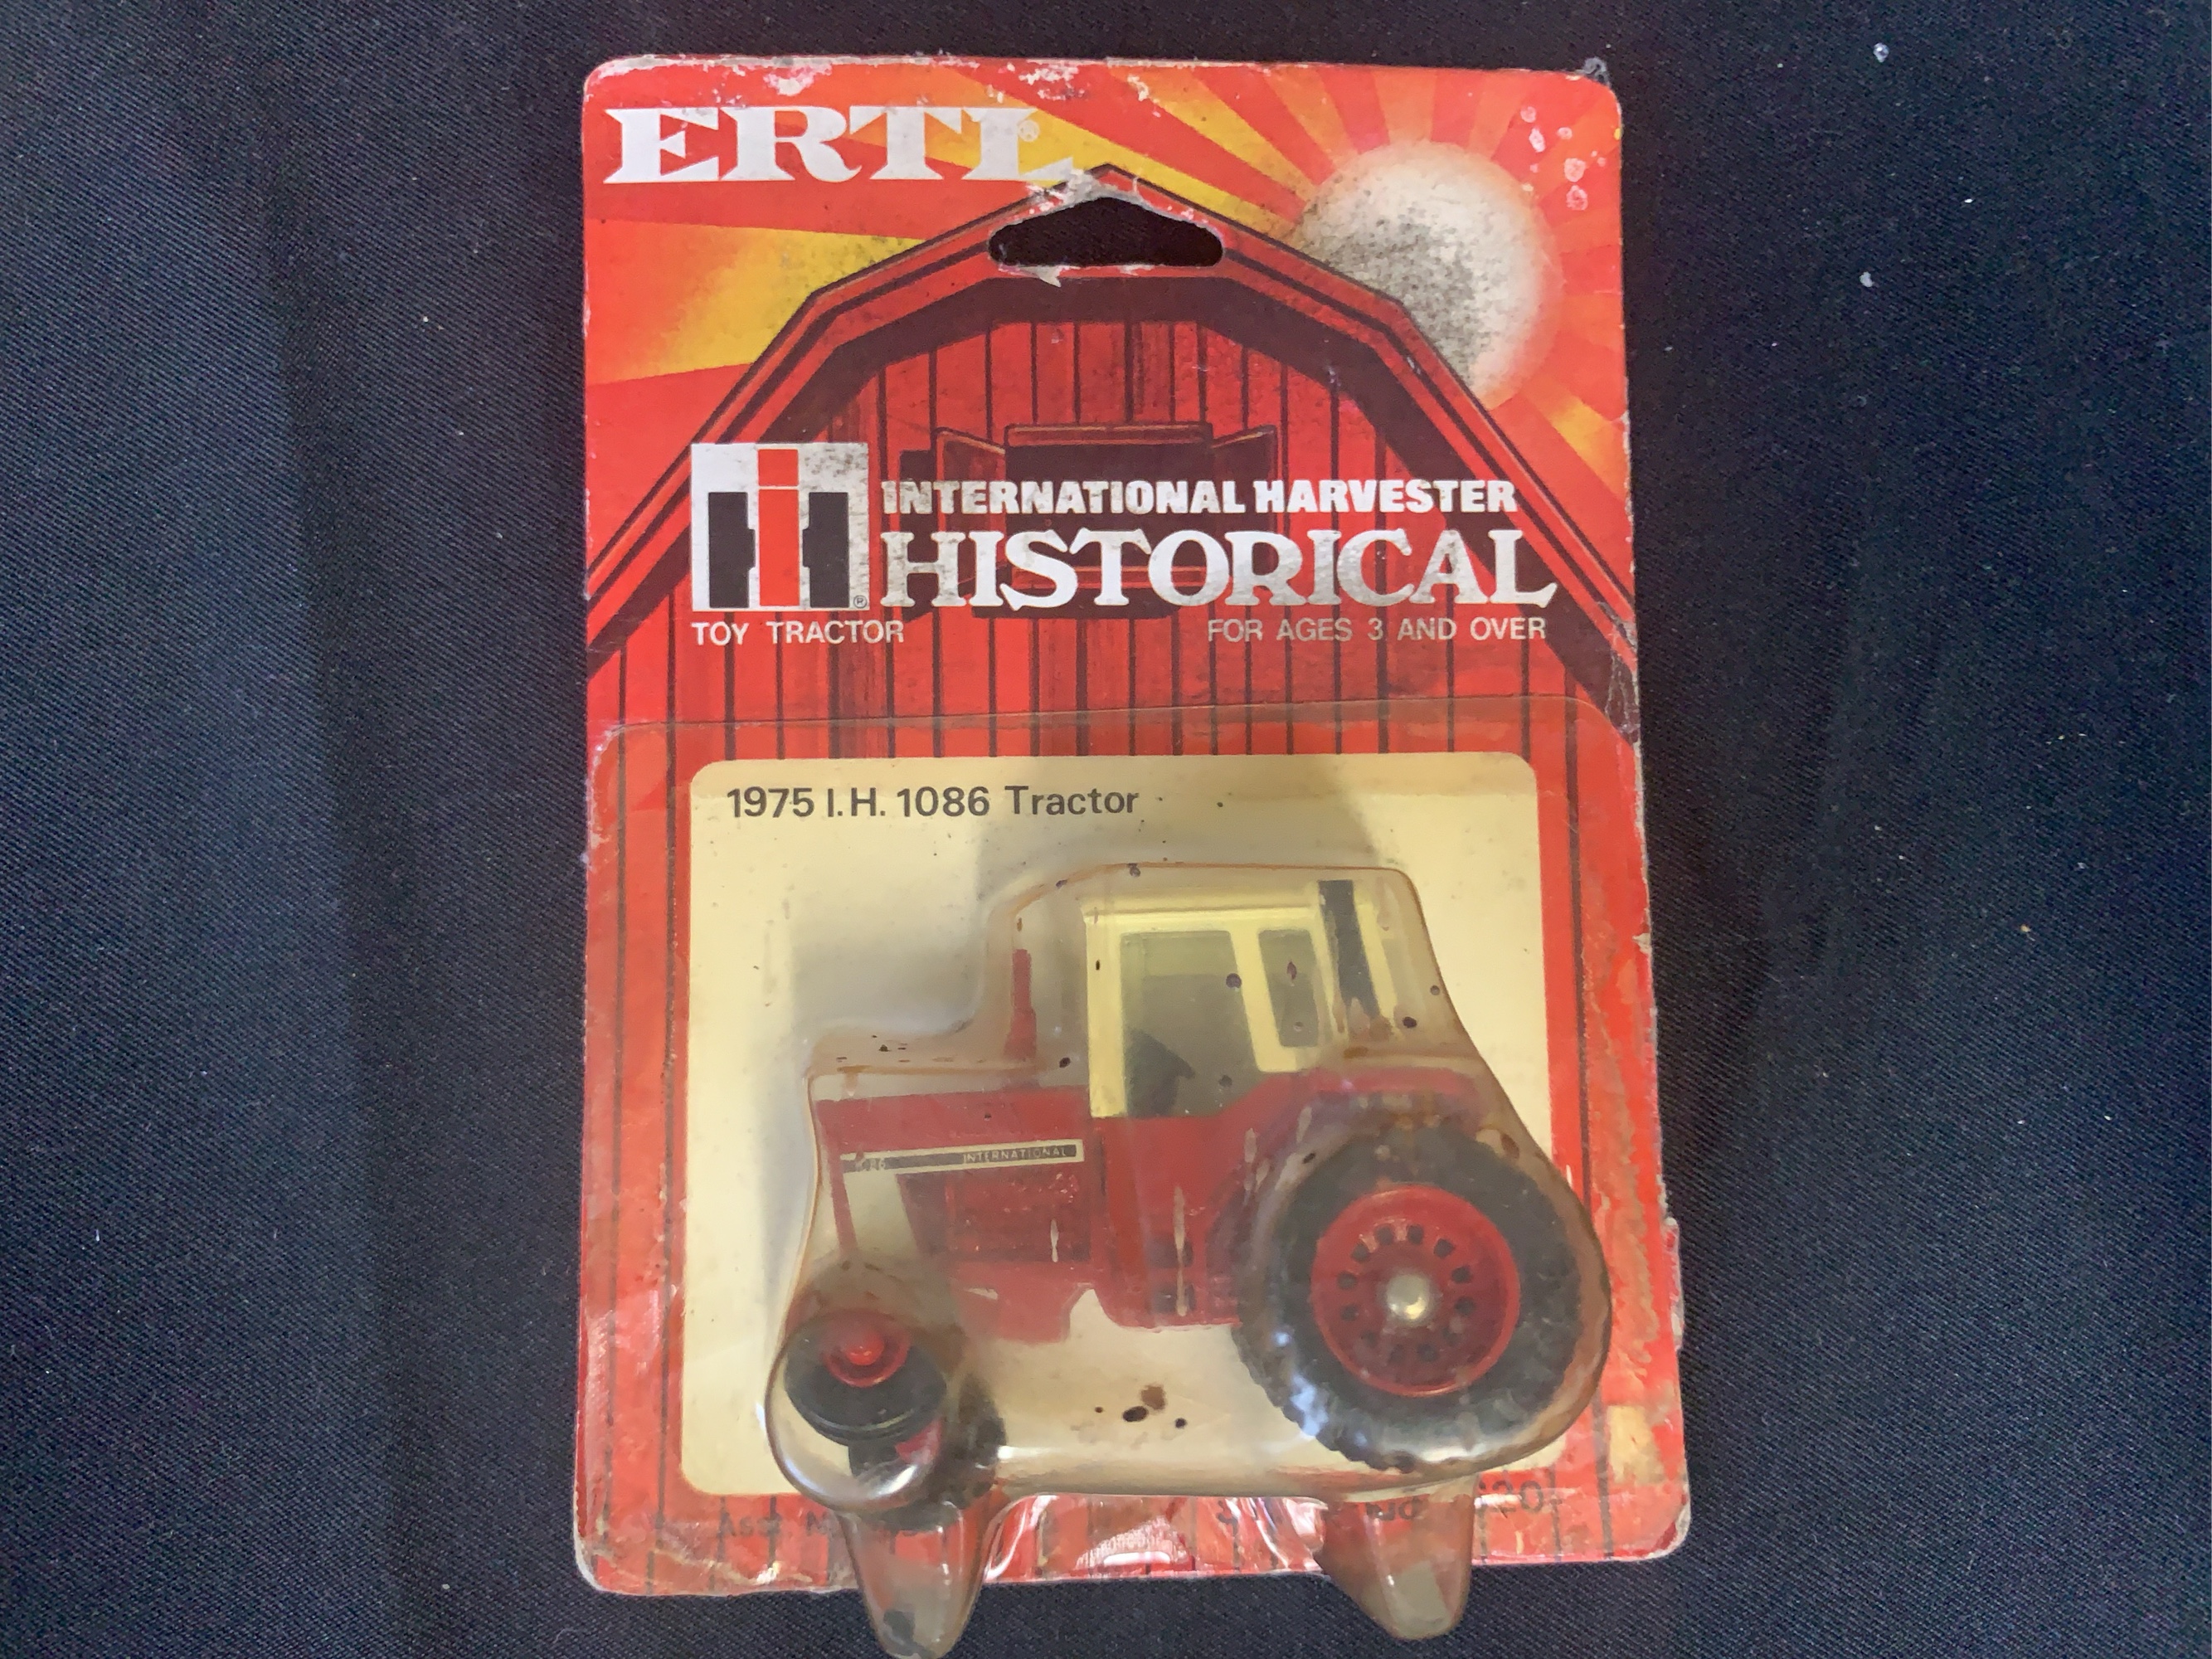 ERTL®
INTERNATIONAL HARVESTER
HISTORICAL
®
TOY TRACTOR FOR AGES 3 AND OVER
1975 I.H. 1086 Tractor
INTERNATIONAL